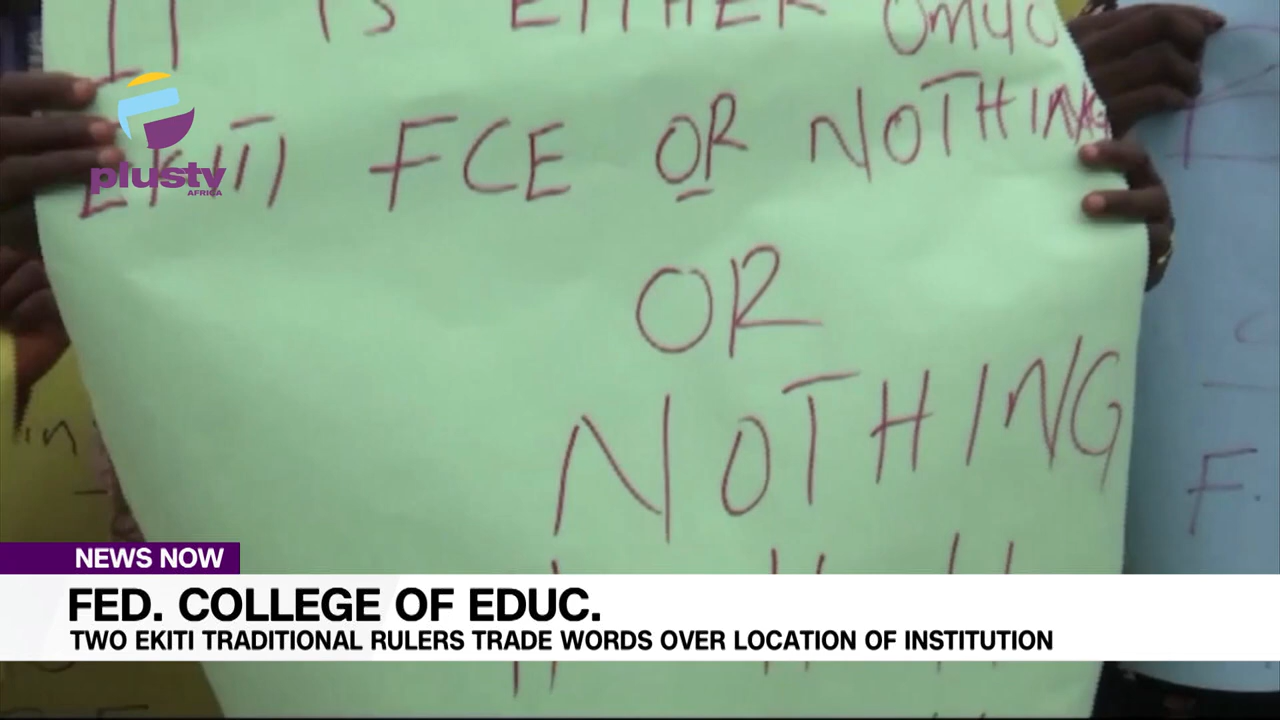 IT IS EITHER OMUO
EKITI FCE OR NOTHING
OR
NOTHING
plustv
AFRICA
in
F.
NEWS NOW
FED. COLLEGE OF EDUC.
TWO EKITI TRADITIONAL RULERS TRADE WORDS OVER LOCATION OF INSTITUTION